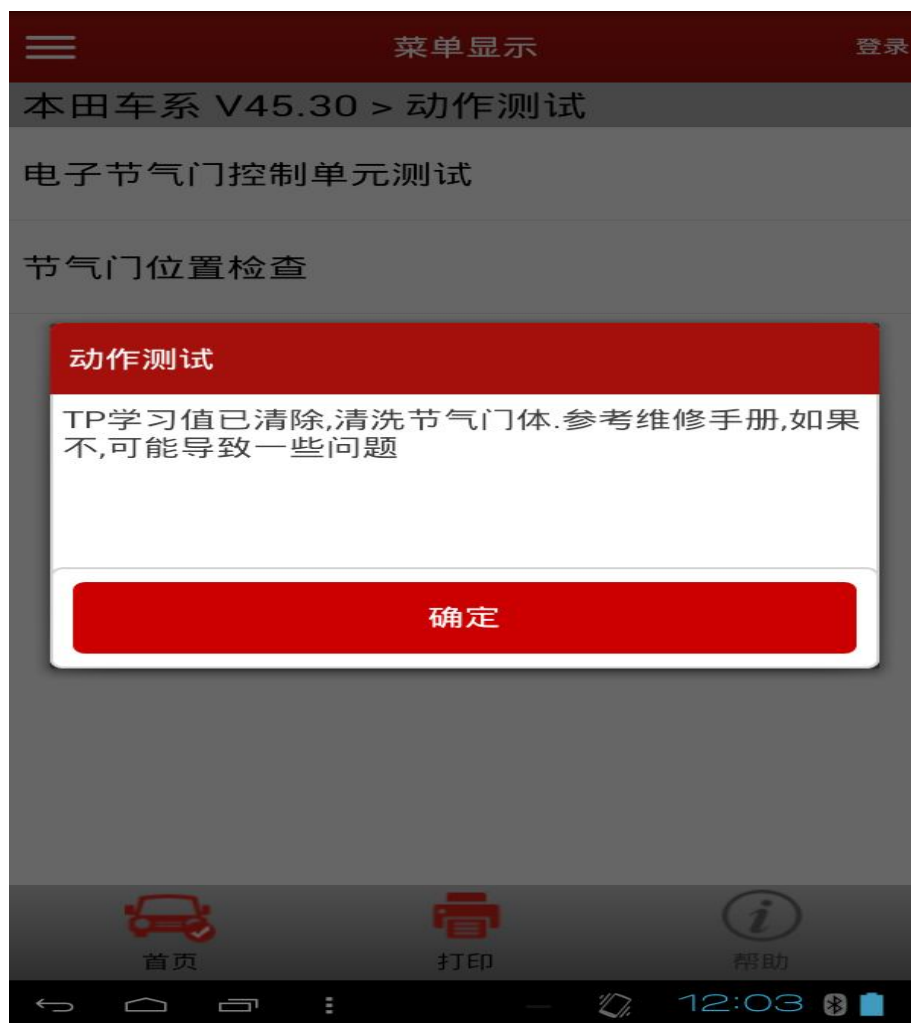 菜单显示
登录
本田车系 V45.30 > 动作测试
电子节气门控制单元测试
节气门位置检查
动作测试
TP学习值已清除,清洗节气门体.参考维修手册,如果
不,可能导致一些问题
确定
首页
打印
帮助
12:03